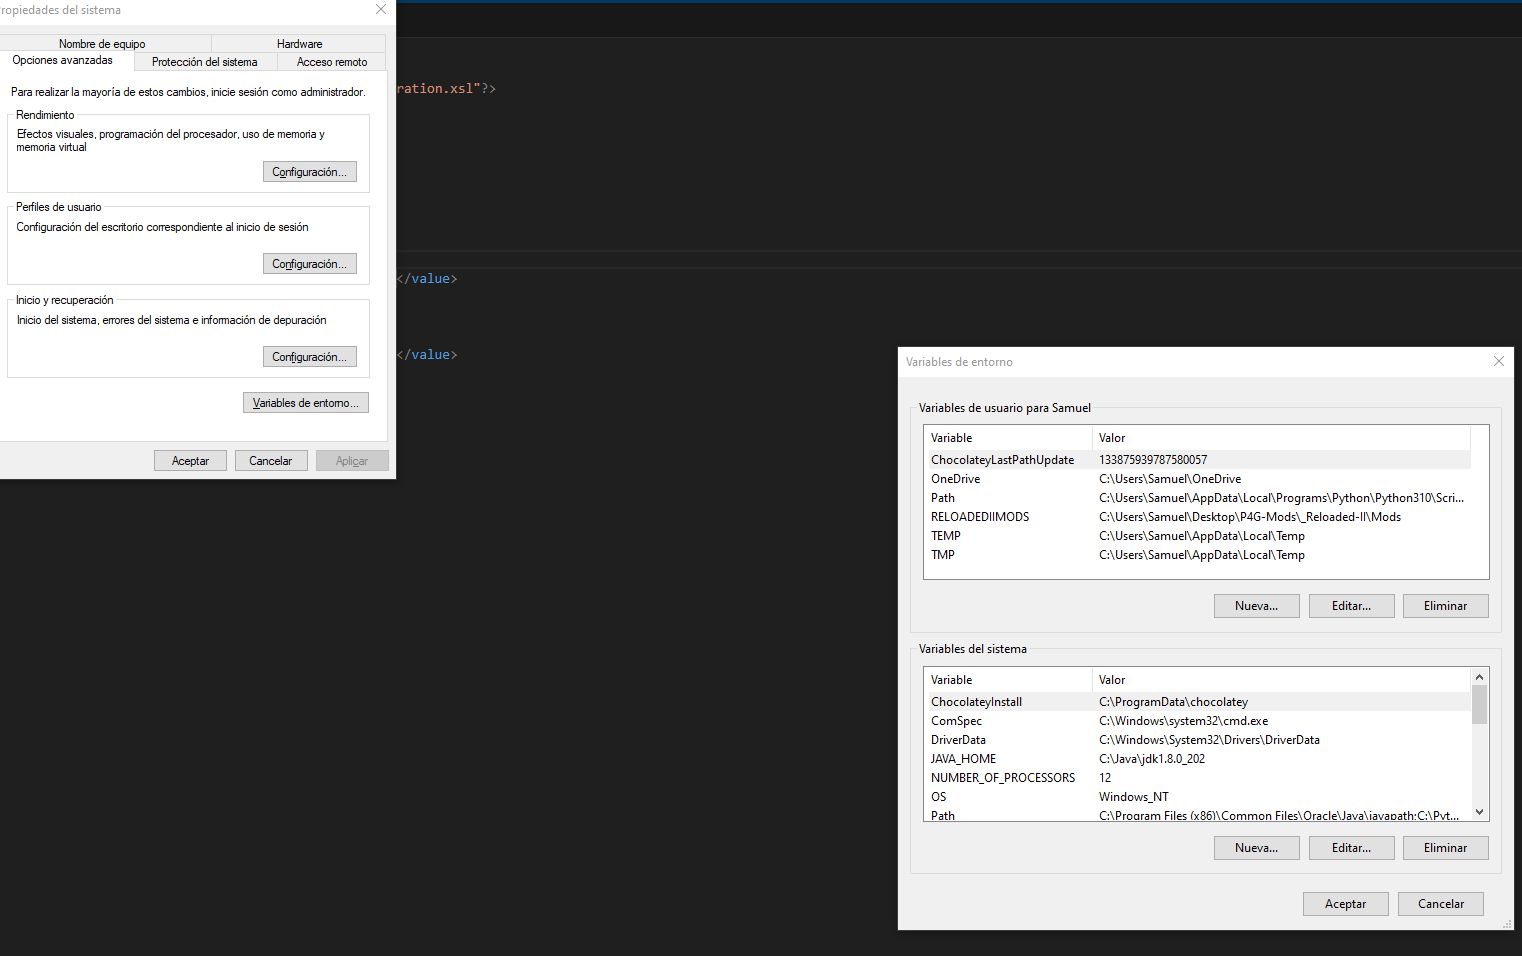 ropiedades del sistema
Nombre de equipo
Hardware
Opciones avanzadas
Protección del sistema
Acceso remoto
Para realizar la mayoría de estos cambios, inicie sesión como administrador.
Rendimiento
Efectos visuales, programación del procesador, uso de memoria y
memoria virtual
Configuración...
Perfiles de usuario
Configuración del escritorio correspondiente al inicio de sesión
Configuración...
Inicio y recuperación
Inicio del sistema, errores del sistema e información de depuración
Configuración...
Variables de entorno...
Aceptar
Cancelar
Aplicar
ration.xsl"?>
</value>
</value>
Variables de entorno
Variables de usuario para Samuel
Variable Valor
ChocolateyLastPathUpdate 133875939787580057
OneDrive C:\Users\Samuel\OneDrive
Path C:\Users\Samuel\AppData\Local\Programs\Python\Python310\Scri...
RELOADEDIIMODS C:\Users\Samuel\Desktop\P4G-Mods\_Reloaded-II\Mods
TEMP C:\Users\Samuel\AppData\Local\Temp
TMP C:\Users\Samuel\AppData\Local\Temp
Nueva...
Editar...
Eliminar
Variables del sistema
Variable Valor
ChocolateyInstall C:\ProgramData\chocolatey
ComSpec C:\Windows\system32\cmd.exe
DriverData C:\Windows\System32\Drivers\DriverData
JAVA_HOME C:\Java\jdk1.8.0_202
NUMBER_OF_PROCESSORS 12
OS Windows_NT
Path C:\Program Files (x86)\Common Files\Oracle\Java\javapath;C:\Pyt...
Nueva...
Editar...
Eliminar
Aceptar
Cancelar